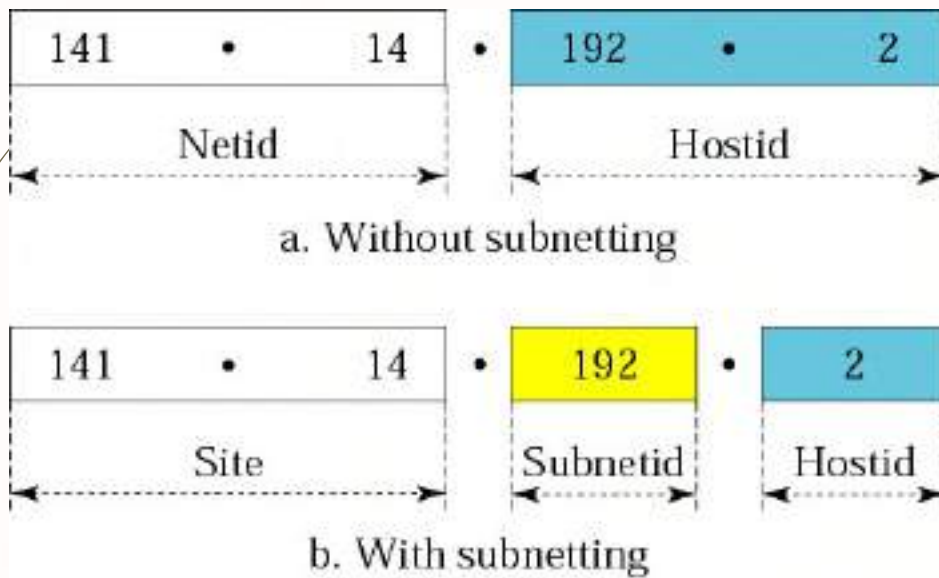 141 • 14 • 192 • 2
Netid Hostid
a. Without subnetting
141 • 14 • 192 • 2
Site Subnetid Hostid
b. With subnetting